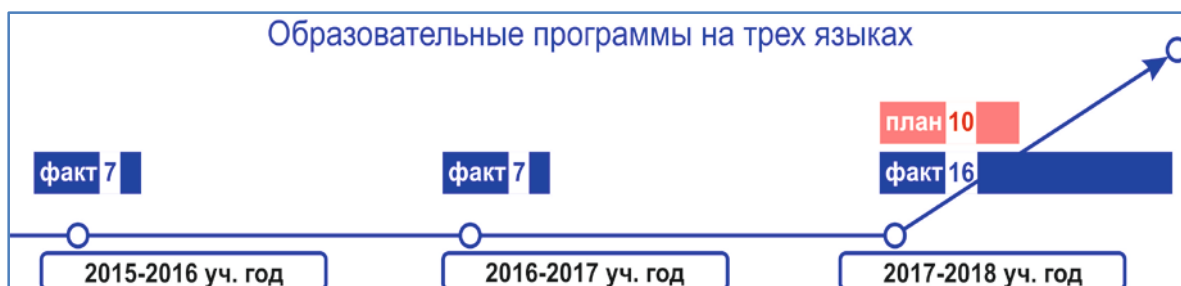 Образовательные программы на трех языках
план 10
факт 7
факт 7
факт 16
2015-2016 уч. год
2016-2017 уч. год
2017-2018 уч. год